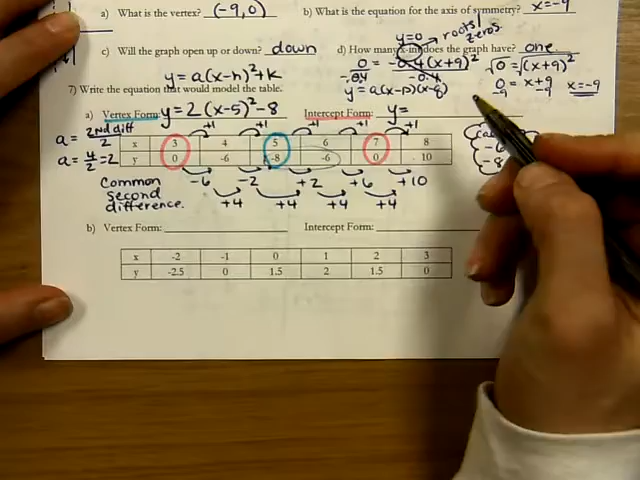 a) What is the vertex? (-9,0)
b) What is the equation for the axis of symmetry? x=-9
y=0 roots/
zeros
c) Will the graph open up or down? down
d) How many x-int does the graph have? one
0 = -0.4(x+9)²
-0.4 -0.4
√0 = √(x+9)²
0 = x+9
-9 -9
x=-9
y = a(x-h)²+k
y= a(x-p)(x-q)
7) Write the equation that would model the table.
a) Vertex Form: y = 2(x-5)²-8
Intercept Form: y=
a = 2nd diff
2
a = 4/2 = 2
+1 +1 +1 +1 +1
x 3 4 5 6 7 8
y 0 -6 -8 -6 0 10
-6 -2 +2 +6 +10
+4 +4 +4 +4
Common
second
difference.
b) Vertex Form:
Intercept Form:
x -2 -1 0 1 2 3
y -2.5 0 1.5 2 1.5 0